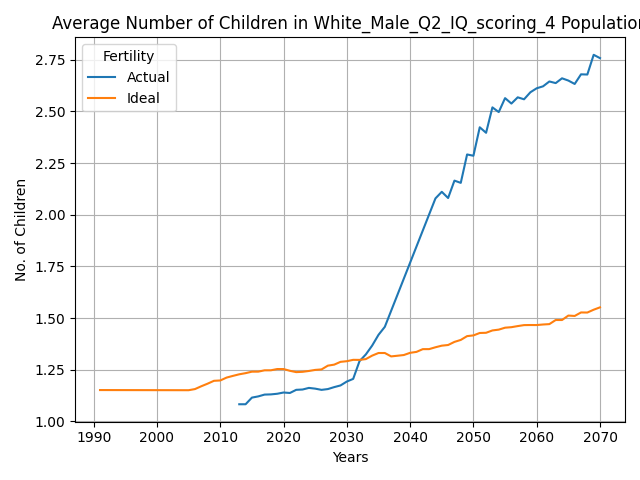 Average Number of Children in White_Male_Q2_IQ_scoring_4 Population
Fertility
Actual
Ideal
No. of Children
2.75
2.50
2.25
2.00
1.75
1.50
1.25
1.00
1990 2000 2010 2020 2030 2040 2050 2060 2070
Years